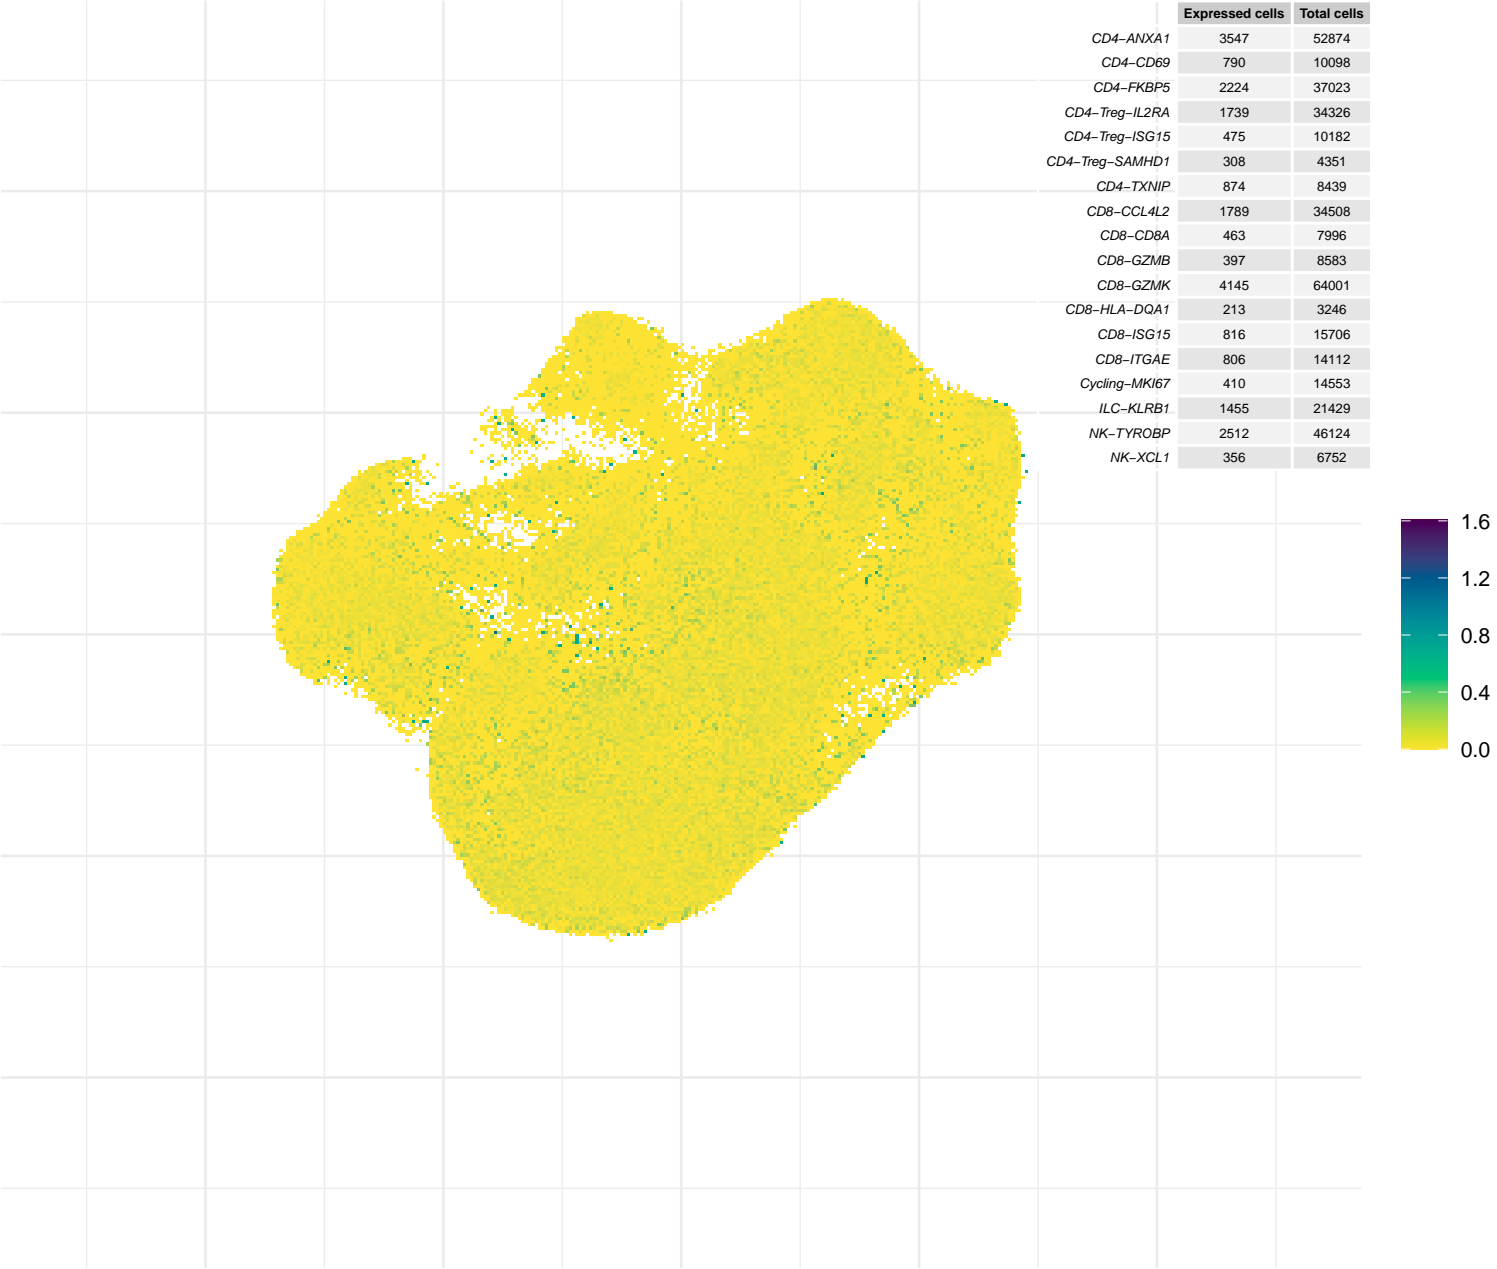 Expressed cells Total cells
CD4−ANXA1 3547 52874
CD4−CD69 790 10098
CD4−FKBP5 2224 37023
CD4−Treg−IL2RA 1739 34326
CD4−Treg−ISG15 475 10182
CD4−Treg−SAMHD1 308 4351
CD4−TXNIP 874 8439
CD8−CCL4L2 1789 34508
CD8−CD8A 463 7996
CD8−GZMB 397 8583
CD8−GZMK 4145 64001
CD8−HLA−DQA1 213 3246
CD8−ISG15 816 15706
CD8−ITGAE 806 14112
Cycling−MKI67 410 14553
ILC−KLRB1 1455 21429
NK−TYROBP 2512 46124
NK−XCL1 356 6752
1.6
1.2
0.8
0.4
0.0